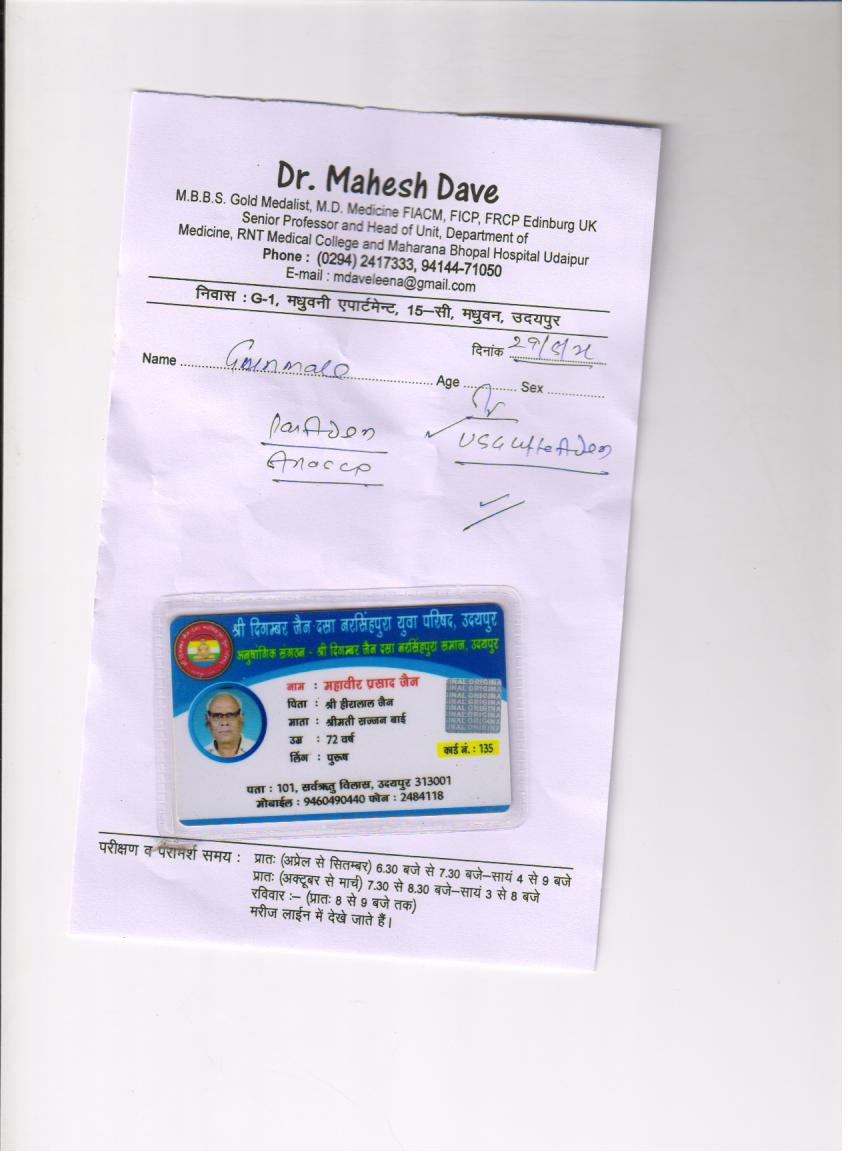 Dr. Mahesh Dave
M.B.B.S. Gold Medalist, M.D. Medicine FIACM, FICP, FRCP Edinburg UK
Senior Professor and Head of Unit, Department of
Medicine, RNT Medical College and Maharana Bhopal Hospital Udaipur
Phone : (0294) 2417333, 94144-71050
E-mail : mdaveleena@gmail.com
निवास : G-1, मधुवनी एपार्टमेन्ट, 15–सी, मधुवन, उदयपुर
दिनांक
Name Age Sex
USG
श्री दिगम्बर जैन दसा नरसिंहपुरा युवा परिषद, उदयपुर
अनुषांगिक संगठन - श्री दिगम्बर जैन दसा नरसिंहपुरा समाज, उदयपुर
नाम : महावीर प्रसाद जैन
पिता : श्री हीरालाल जैन
माता : श्रीमती सज्जन बाई
उम्र : 72 वर्ष
लिंग : पुरूष
ORIGINAL
कार्ड नं. : 135
पता : 101, सर्वऋतु विलास, उदयपुर 313001
मोबाईल : 9460490440 फोन : 2484118
परीक्षण व परामर्श समय : प्रातः (अप्रेल से सितम्बर) 6.30 बजे से 7.30 बजे–सायं 4 से 9 बजे
प्रातः (अक्टूबर से मार्च) 7.30 से 8.30 बजे–सायं 3 से 8 बजे
रविवार :– (प्रातः 8 से 9 बजे तक)
मरीज लाईन में देखे जाते हैं।